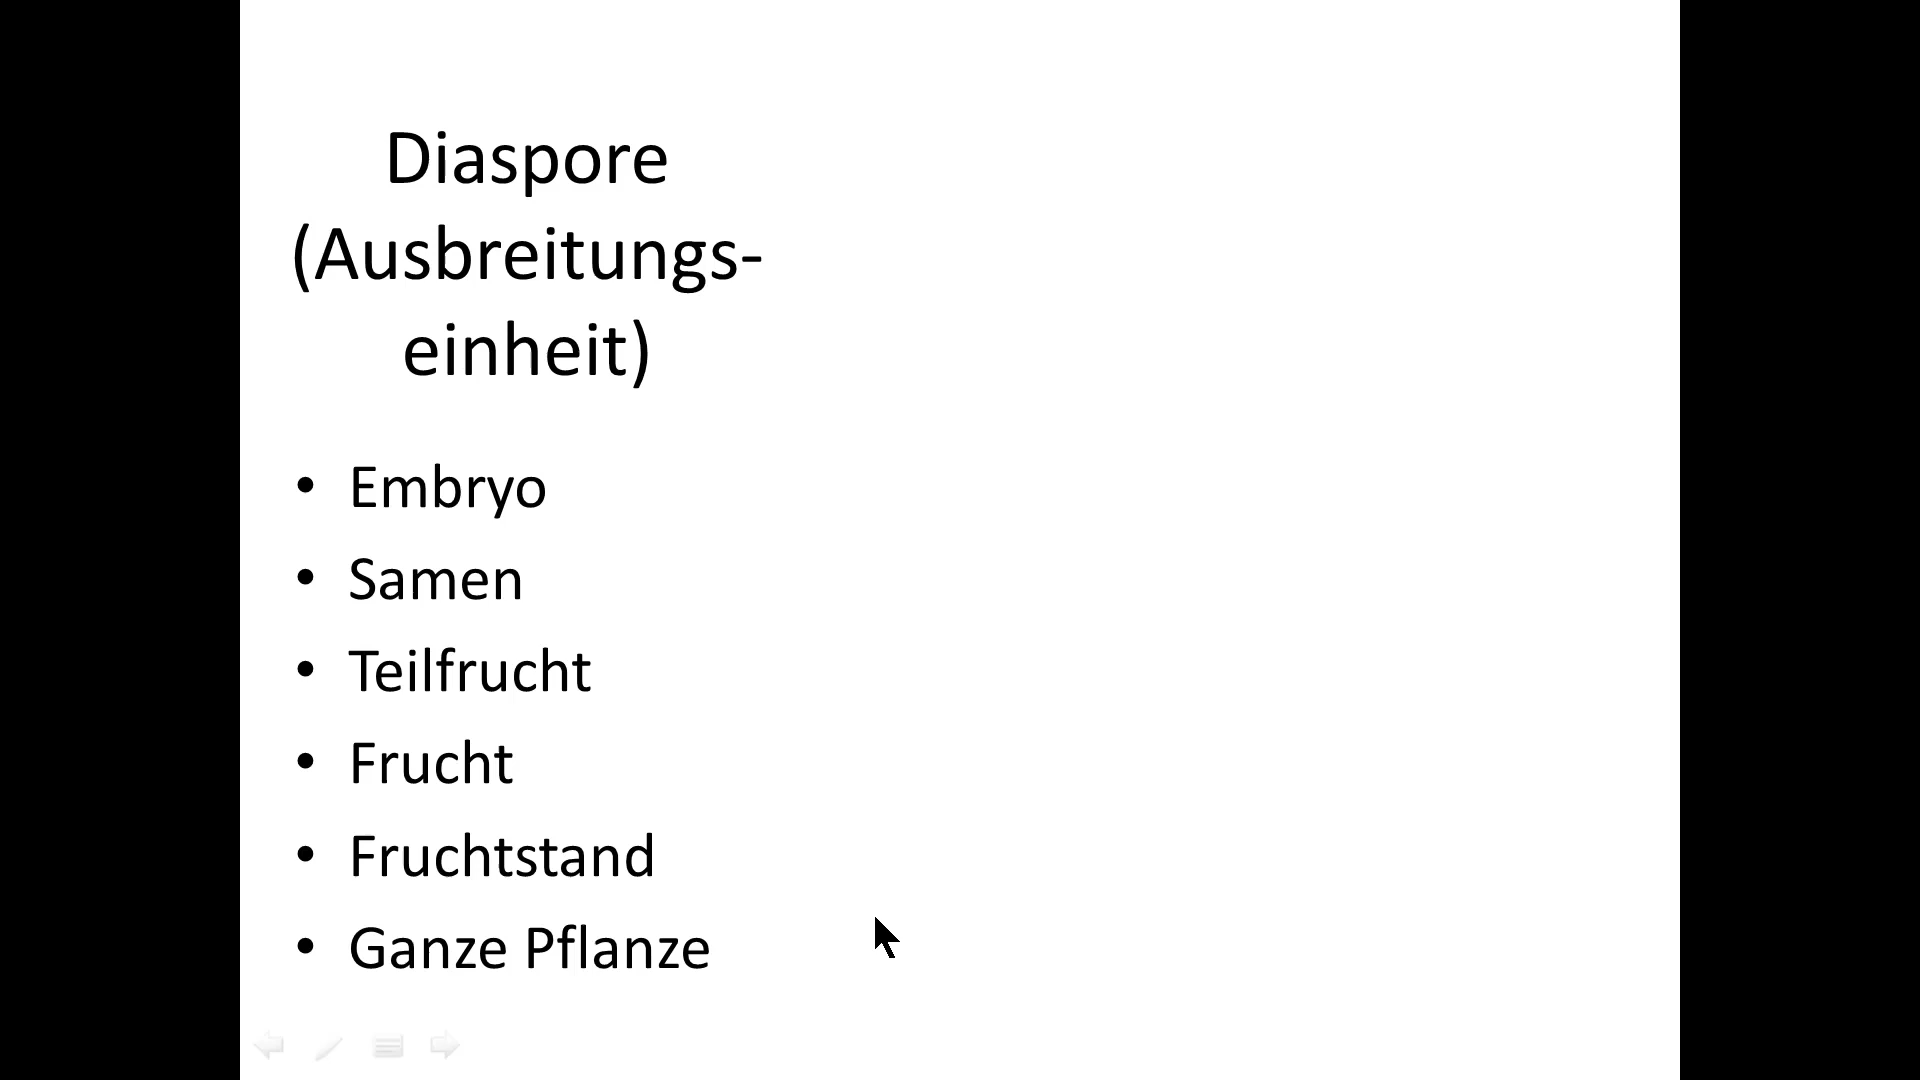 Diaspore
(Ausbreitungs-
einheit)
• Embryo
• Samen
• Teilfrucht
• Frucht
• Fruchtstand
• Ganze Pflanze